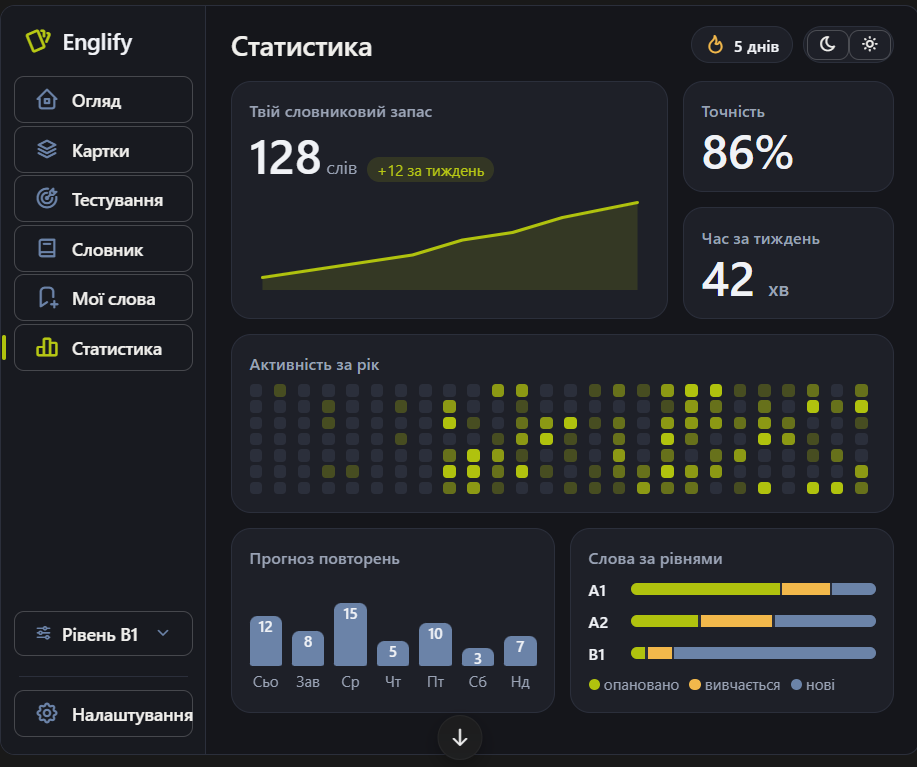 Englify
Огляд
Картки
Тестування
Словник
Мої слова
Статистика
Рівень B1
Налаштування
Статистика
5 днів
Твій словниковий запас
128 слів +12 за тиждень
Точність
86%
Час за тиждень
42 хв
Активність за рік
Прогноз повторень
12 8 15 5 10 3 7
Сьо Зав Ср Чт Пт Сб Нд
Слова за рівнями
A1
A2
B1
опановано вивчається нові